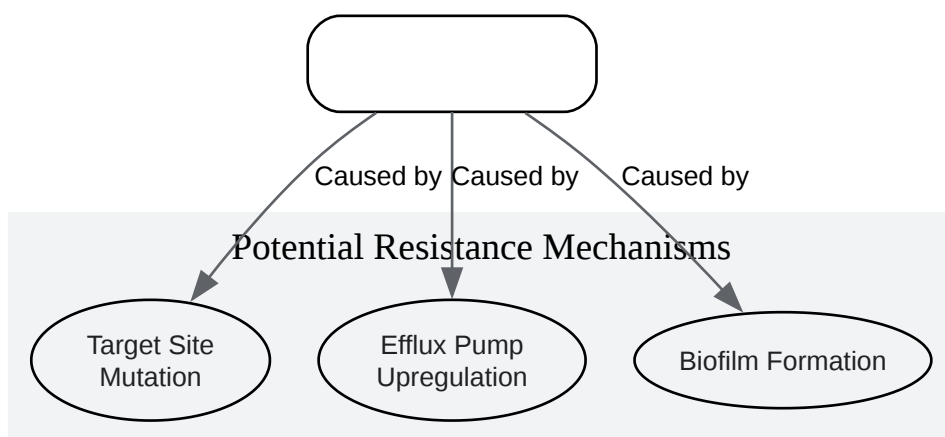 Caused by Caused by Caused by
Potential Resistance Mechanisms
Target Site
Mutation
Efflux Pump
Upregulation
Biofilm Formation